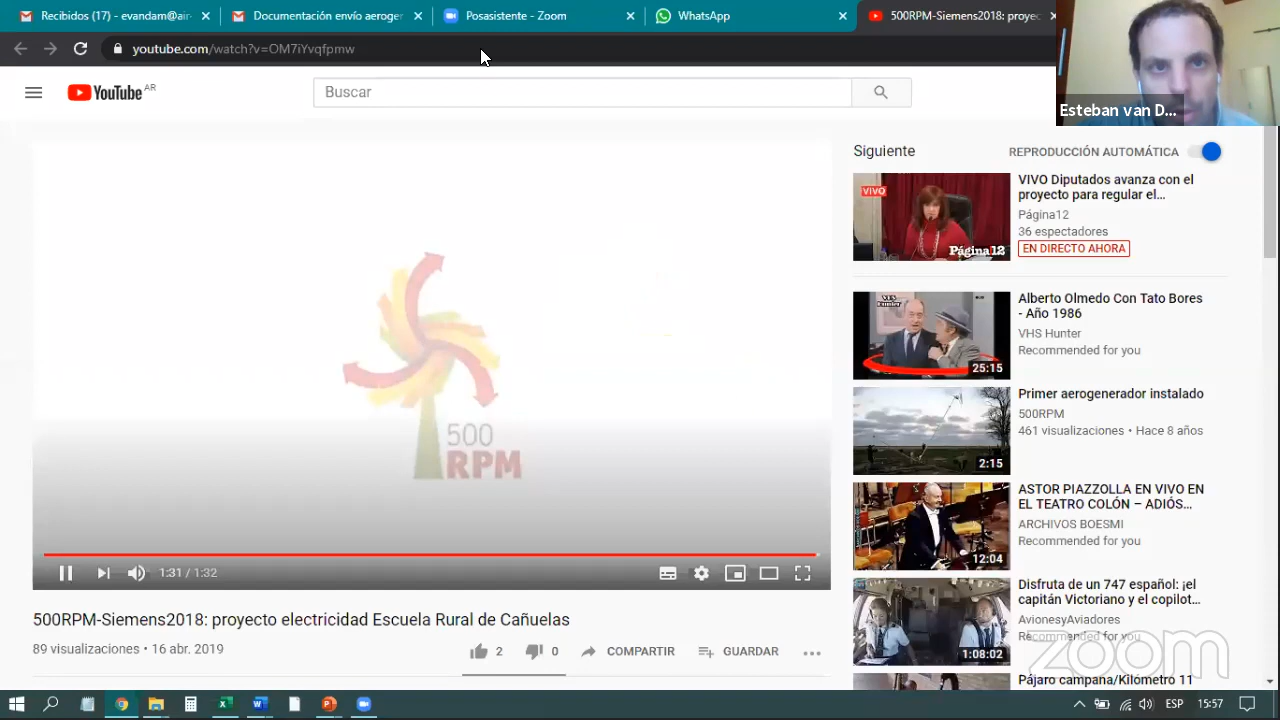 Recibidos (17) - evandam@air-
Documentación envío aeroger
Posasistente - Zoom
WhatsApp
500RPM-Siemens2018: proyec
youtube.com/watch?v=OM7iYvqfpmw
YouTube AR
Buscar
Esteban van D...
Siguiente
REPRODUCCIÓN AUTOMÁTICA
VIVO
Página12
VIVO Diputados avanza con el
proyecto para regular el...
Página12
36 espectadores
EN DIRECTO AHORA
VHS Hunter
25:15
Alberto Olmedo Con Tato Bores
- Año 1986
VHS Hunter
Recommended for you
2:15
Primer aerogenerador instalado
500RPM
461 visualizaciones • Hace 8 años
12:04
ASTOR PIAZZOLLA EN VIVO EN
EL TEATRO COLÓN – ADIÓS...
ARCHIVOS BOESMI
Recommended for you
1:08:02
Disfruta de un 747 español: ¡el
capitán Victoriano y el copilot...
AvionesyAviadores
Recommended for you
Pájaro campana/Kilómetro 11
500
RPM
1:31 / 1:32
500RPM-Siemens2018: proyecto electricidad Escuela Rural de Cañuelas
89 visualizaciones • 16 abr. 2019
2
0
COMPARTIR
GUARDAR
zoom
ESP
15:57